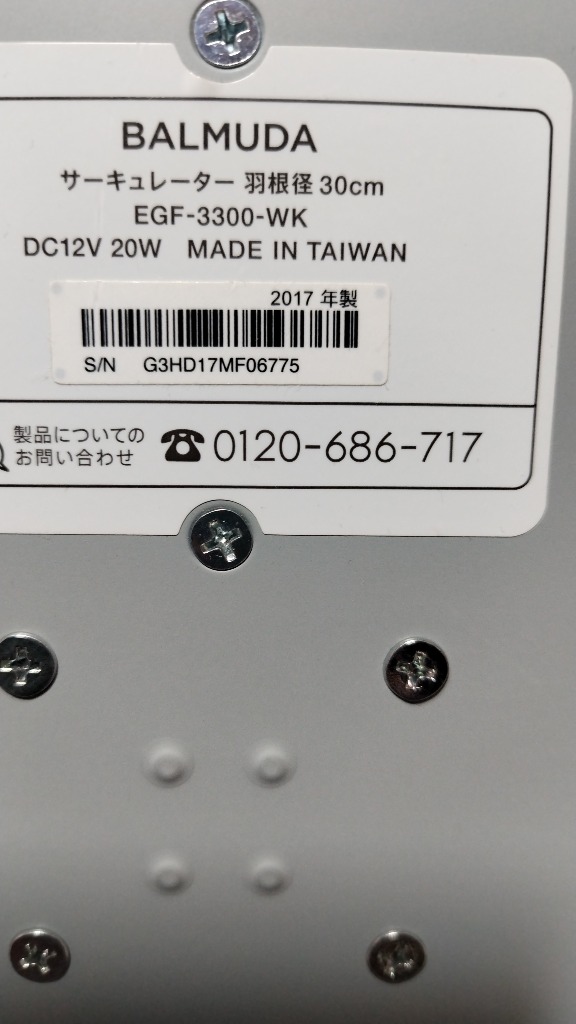 BALMUDA
サーキュレーター 羽根径 30cm
EGF-3300-WK
DC12V 20W MADE IN TAIWAN
2017 年製
S/N G3HD17MF06775
製品についての
お問い合わせ
0120-686-717